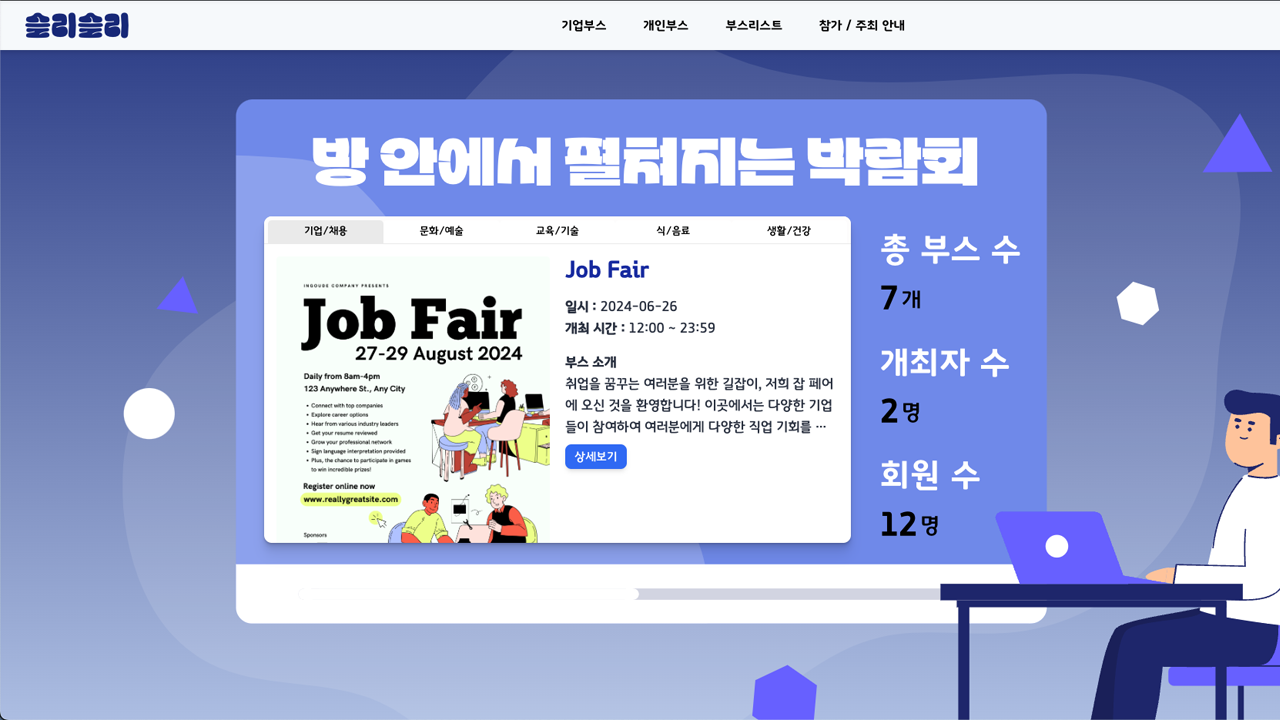 슬리슬리
기업부스 개인부스 부스리스트 참가 / 주최 안내
방 안에서 펼쳐지는 박람회
기업/채용 문화/예술 교육/기술 식/음료 생활/건강
INGOUDE COMPANY PRESENTS
Job Fair
27-29 August 2024
Daily from 8am-4pm
123 Anywhere St., Any City
• Connect with top companies
• Explore career options
• Hear from various industry leaders
• Get your resume reviewed
• Grow your professional network
• Sign language interpretation provided
• Plus, the chance to participate in games
to win incredible prizes!
Register online now
www.reallygreatsite.com
Sponsors
Job Fair
일시 : 2024-06-26
개최 시간 : 12:00 ~ 23:59
부스 소개
취업을 꿈꾸는 여러분을 위한 길잡이, 저희 잡 페어
에 오신 것을 환영합니다! 이곳에서는 다양한 기업
들이 참여하여 여러분에게 다양한 직업 기회를 ···
상세보기
총 부스 수
7 개
개최자 수
2 명
회원 수
12 명